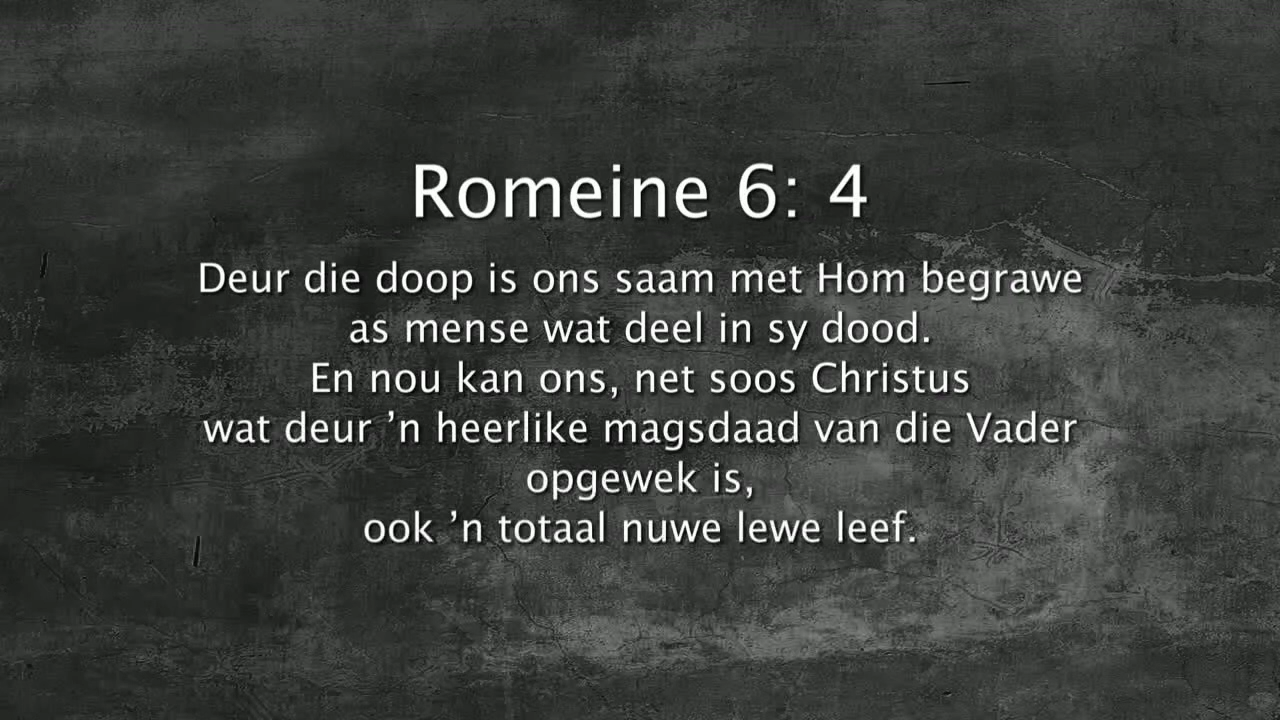 Romeine 6: 4
Deur die doop is ons saam met Hom begrawe
as mense wat deel in sy dood.
En nou kan ons, net soos Christus
wat deur ’n heerlike magsdaad van die Vader
opgewek is,
ook ’n totaal nuwe lewe leef.